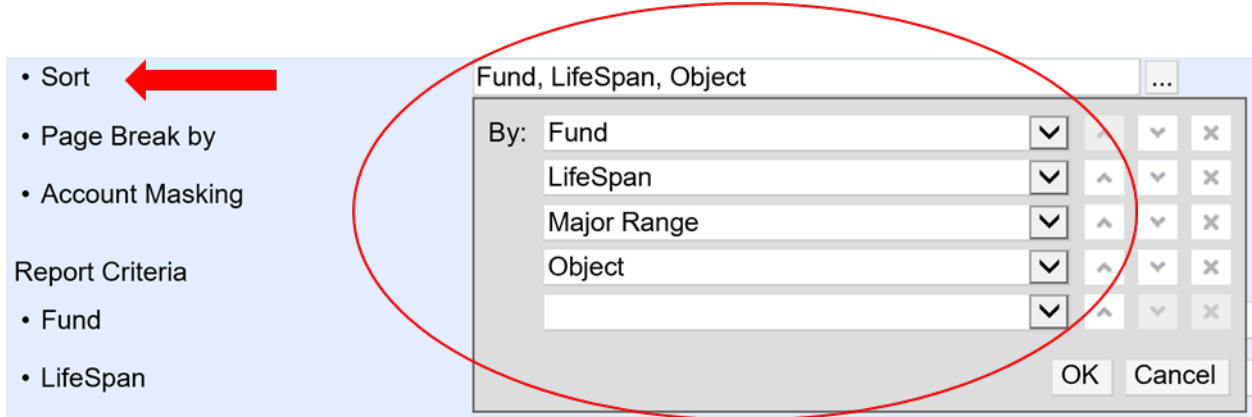 • Sort
Fund, LifeSpan, Object
...
• Page Break by
By: Fund
• Account Masking
LifeSpan
Major Range
Report Criteria
Object
• Fund
• LifeSpan
OK Cancel